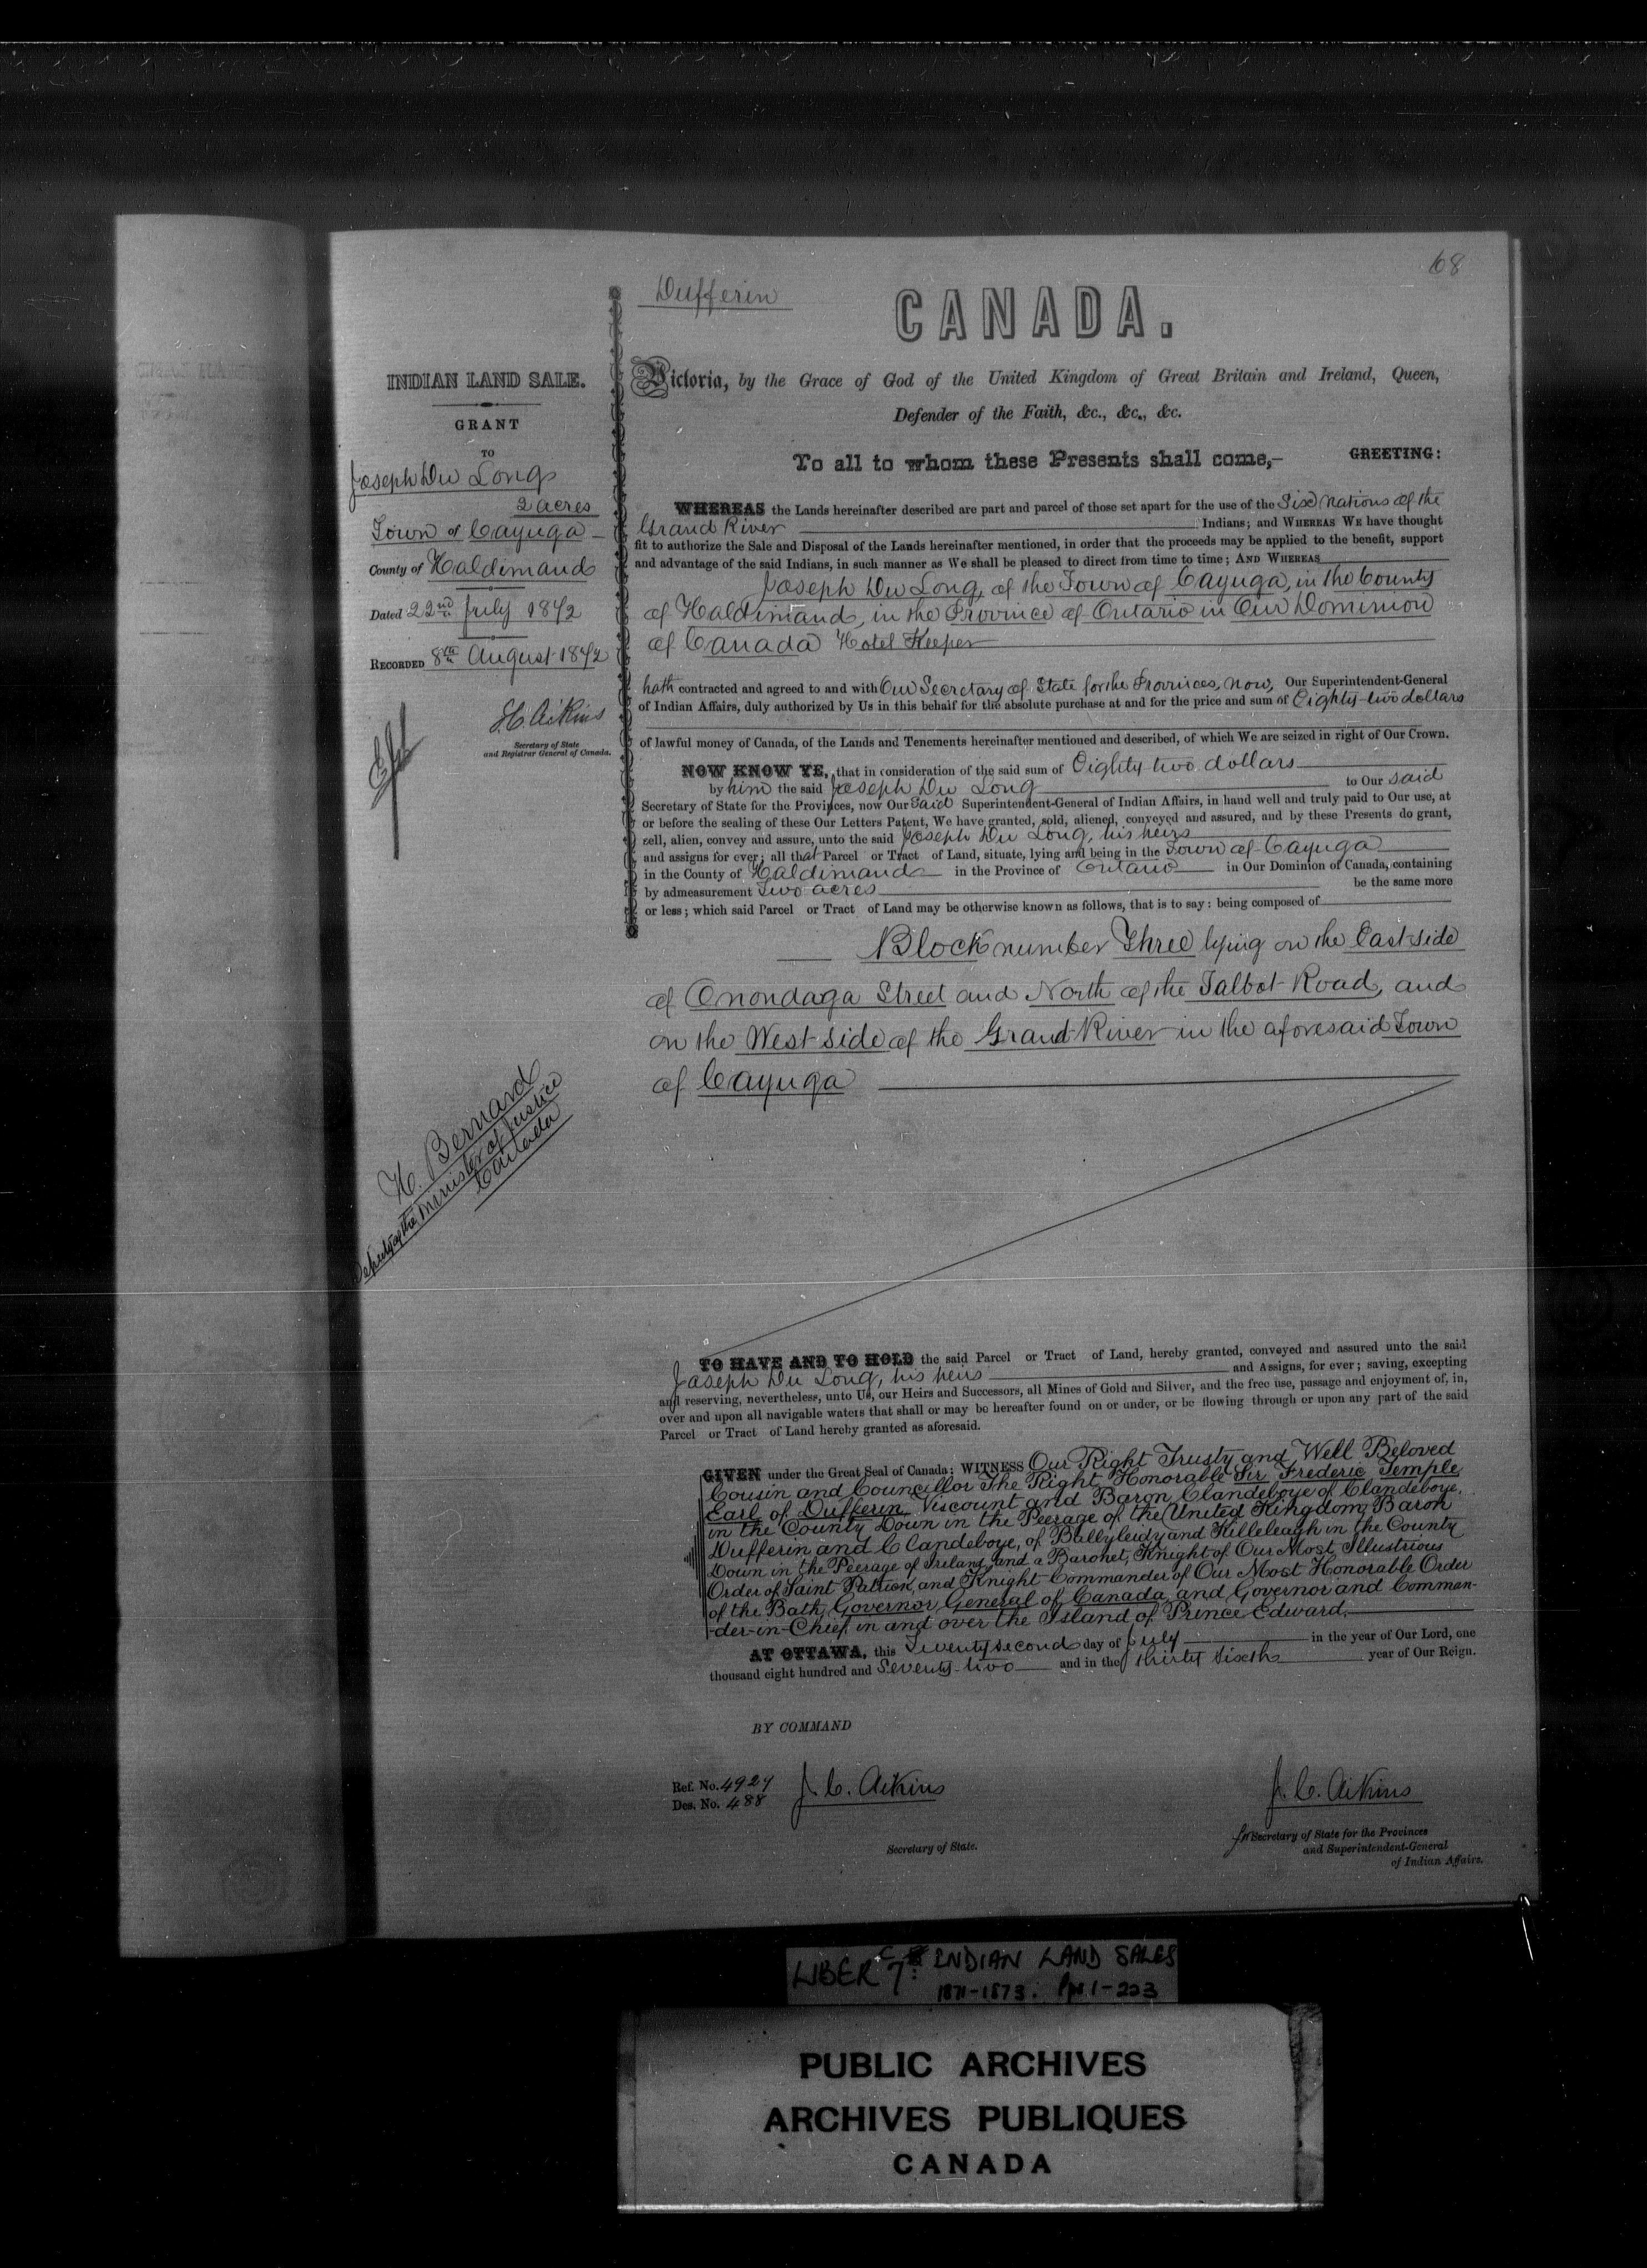 68
Dufferin
CANADA.
INDIAN LAND SALE.
GRANT
TO
Joseph Du Long
2 acres
Town of Cayuga
County of Haldimand
Dated 22nd July 1872
RECORDED 8th August 1872
J.C. Aikins
Secretary of State
and Registrar General of Canada.
H. Bernard
Deputy of the Minister of Justice
Canada
Victoria, by the Grace of God of the United Kingdom of Great Britain and Ireland, Queen,
Defender of the Faith, &c., &c., &c.
To all to whom these Presents shall come,— GREETING:
WHEREAS the Lands hereinafter described are part and parcel of those set apart for the use of the Six Nations of the
Grand River Indians; and WHEREAS WE have thought
fit to authorize the Sale and Disposal of the Lands hereinafter mentioned, in order that the proceeds may be applied to the benefit, support
and advantage of the said Indians, in such manner as We shall be pleased to direct from time to time; AND WHEREAS
Joseph Du Long, of the Town of Cayuga, in the County
of Haldimand, in the Province of Ontario in Our Dominion
of Canada Hotel Keeper
hath contracted and agreed to and with Our Secretary of State for the Provinces, now, Our Superintendent-General
of Indian Affairs, duly authorized by Us in this behalf for the absolute purchase at and for the price and sum of Eighty-two dollars
of lawful money of Canada, of the Lands and Tenements hereinafter mentioned and described, of which We are seized in right of Our Crown.
NOW KNOW YE, that in consideration of the said sum of Eighty-two dollars
by him the said Joseph Du Long to Our said
Secretary of State for the Provinces, now Our said Superintendent-General of Indian Affairs, in hand well and truly paid to Our use, at
or before the sealing of these Our Letters Patent, We have granted, sold, aliened, conveyed and assured, and by these Presents do grant,
sell, alien, convey and assure, unto the said Joseph Du Long, his heirs
and assigns for ever; all that Parcel or Tract of Land, situate, lying and being in the Town of Cayuga
in the County of Haldimand in the Province of Ontario in Our Dominion of Canada, containing
by admeasurement Two acres be the same more
or less; which said Parcel or Tract of Land may be otherwise known as follows, that is to say: being composed of
Block number Three lying on the East side
of Onondaga Street and North of the Talbot Road, and
on the West side of the Grand River in the aforesaid Town
of Cayuga
TO HAVE AND TO HOLD the said Parcel or Tract of Land, hereby granted, conveyed and assured unto the said
Joseph Du Long, his heirs and Assigns, for ever; saving, excepting
and reserving, nevertheless, unto Us, our Heirs and Successors, all Mines of Gold and Silver, and the free use, passage and enjoyment of, in,
over and upon all navigable waters that shall or may be hereafter found on or under, or be flowing through or upon any part of the said
Parcel or Tract of Land hereby granted as aforesaid.
GIVEN under the Great Seal of Canada: WITNESS Our Right Trusty and Well Beloved
Cousin and Councillor The Right Honorable Sir Frederic Temple
Earl of Dufferin Viscount and Baron Clandeboye of Clandeboye,
in the County Down in the Peerage of the United Kingdom, Baron
Dufferin and Clandeboye, of Ballyleidy and Killeleagh in the County
Down in the Peerage of Ireland and a Baronet, Knight of Our Most Illustrious
Order of Saint Patrick, and Knight Commander of Our Most Honorable Order
of the Bath, Governor General of Canada, and Governor and Comman-
-der-in-Chief in and over the Island of Prince Edward.
AT OTTAWA, this Twenty second day of July in the year of Our Lord, one
thousand eight hundred and Seventy-two and in the thirty sixth year of Our Reign.
BY COMMAND
Ref. No. 4927
Des. No. 488
J. C. Aikins
Secretary of State.
J. C. Aikins
for Secretary of State for the Provinces
and Superintendent-General
of Indian Affairs.
LIBER C 7: INDIAN LAND SALES
1871-1873. Pps. 1-223
PUBLIC ARCHIVES
ARCHIVES PUBLIQUES
CANADA